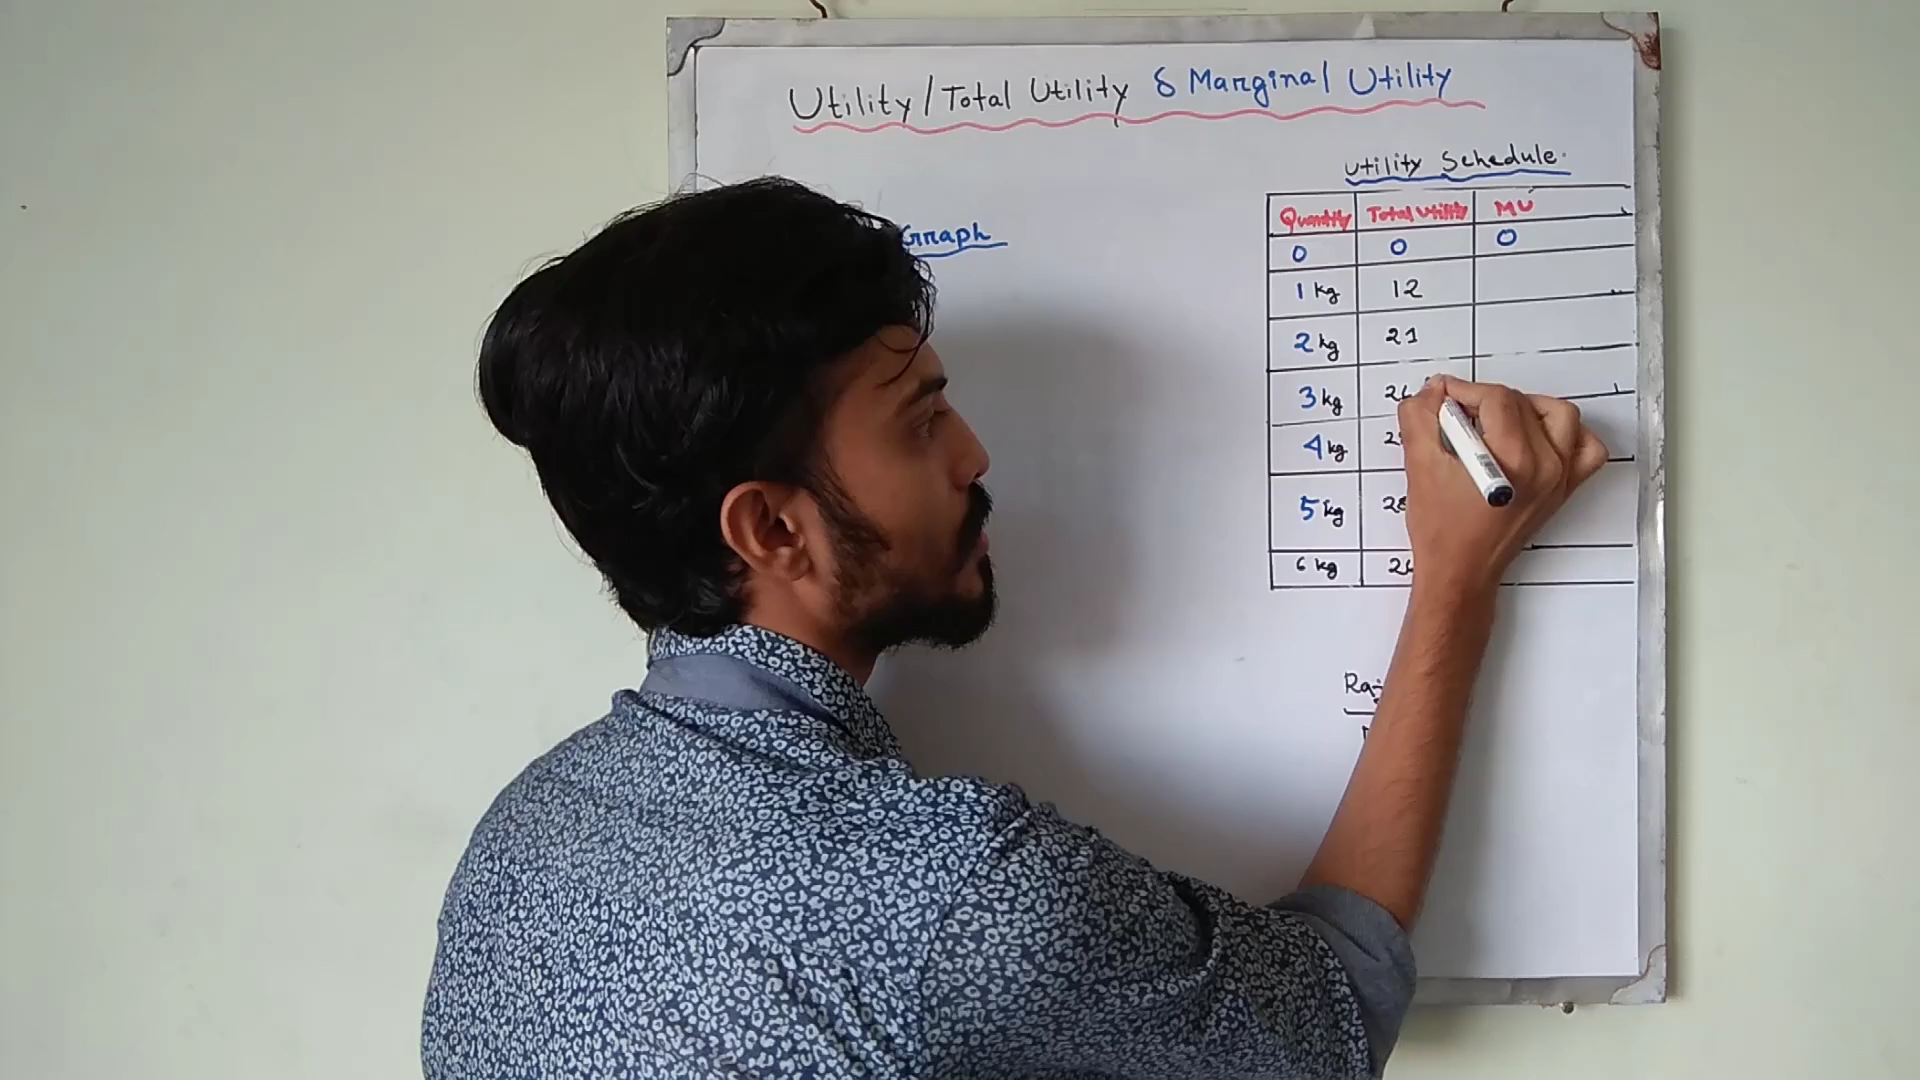 Utility/Total Utility & Marginal Utility
Utility Schedule
Graph
Quantity Total Utility MU
0 0 0
1 kg 12
2 kg 21
3 kg
4 kg
5 kg
6 kg